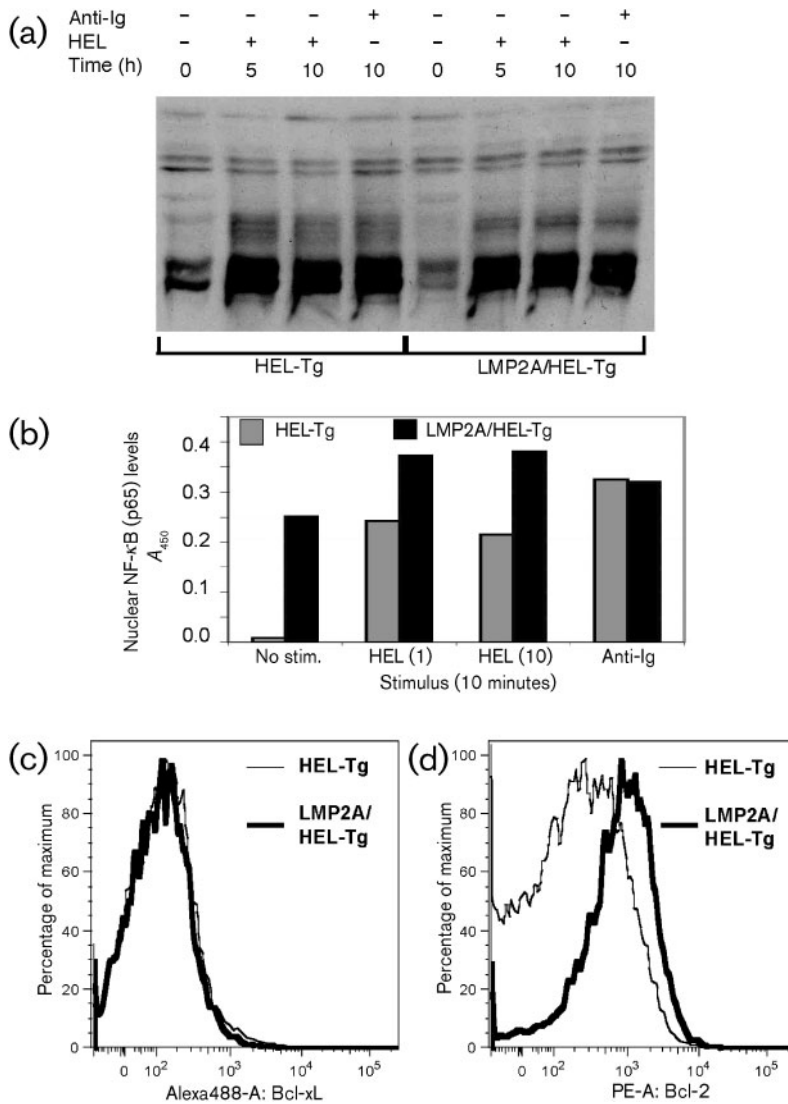 (a)
Anti-Ig – – – + – – – +
HEL – + + – – + + –
Time (h) 0 5 10 10 0 5 10 10
HEL-Tg LMP2A/HEL-Tg
(b)
HEL-Tg LMP2A/HEL-Tg
Nuclear NF-κB (p65) levels
A450
0.4
0.3
0.2
0.1
0.0
No stim. HEL (1) HEL (10) Anti-Ig
Stimulus (10 minutes)
(c)
Percentage of maximum
100
80
60
40
20
0
HEL-Tg
LMP2A/
HEL-Tg
0 10² 10³ 10⁴ 10⁵
Alexa488-A: Bcl-xL
(d)
Percentage of maximum
100
80
60
40
20
0
HEL-Tg
LMP2A/
HEL-Tg
0 10² 10³ 10⁴ 10⁵
PE-A: Bcl-2